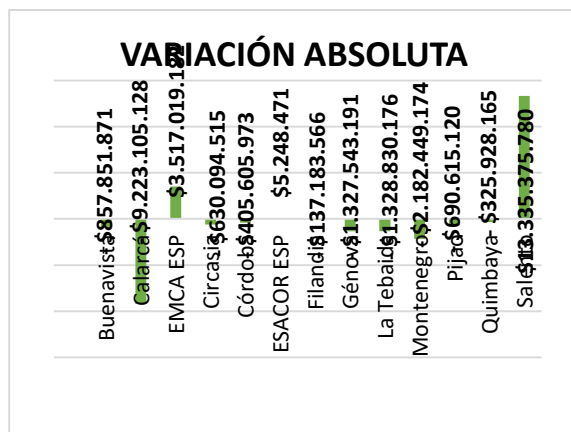 VARIACIÓN ABSOLUTA
$857.851.871
$9.223.105.128
$3.517.019.182
-$630.094.515
$405.605.973
$5.248.471
$137.183.566
$1.327.543.191
$1.328.830.176
$2.182.449.174
$690.615.120
-$325.928.165
$13.335.375.780
Buenavista
Calarcá
EMCA ESP
Circasia
Córdoba
ESACOR ESP
Filandia
Génova
La Tebaida
Montenegro
Pijao
Quimbaya
Salento